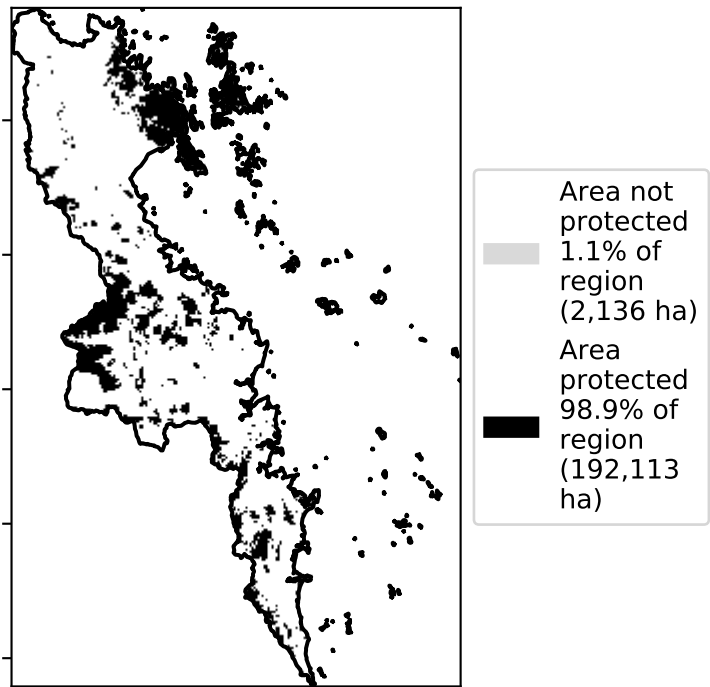 Area not
protected
1.1% of
region
(2,136 ha)
Area
protected
98.9% of
region
(192,113
ha)